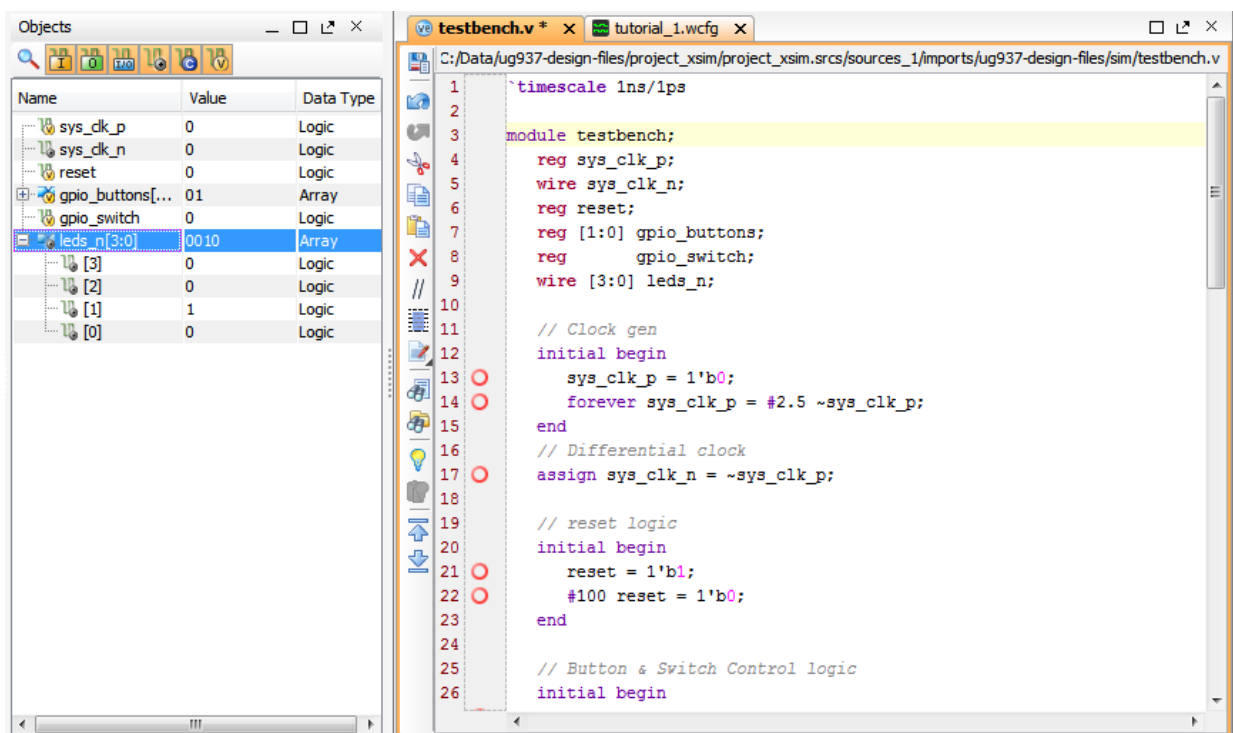 Objects
I O I/O C V
Name Value Data Type
sys_clk_p 0 Logic
sys_clk_n 0 Logic
reset 0 Logic
gpio_buttons[... 01 Array
gpio_switch 0 Logic
leds_n[3:0] 0010 Array
[3] 0 Logic
[2] 0 Logic
[1] 1 Logic
[0] 0 Logic
testbench.v * tutorial_1.wcfg
C:/Data/ug937-design-files/project_xsim/project_xsim.srcs/sources_1/imports/ug937-design-files/sim/testbench.v
1 `timescale 1ns/1ps
2
3 module testbench;
4 reg sys_clk_p;
5 wire sys_clk_n;
6 reg reset;
7 reg [1:0] gpio_buttons;
8 reg gpio_switch;
9 wire [3:0] leds_n;
10
11 // Clock gen
12 initial begin
13 sys_clk_p = 1'b0;
14 forever sys_clk_p = #2.5 ~sys_clk_p;
15 end
16 // Differential clock
17 assign sys_clk_n = ~sys_clk_p;
18
19 // reset logic
20 initial begin
21 reset = 1'b1;
22 #100 reset = 1'b0;
23 end
24
25 // Button & Switch Control logic
26 initial begin